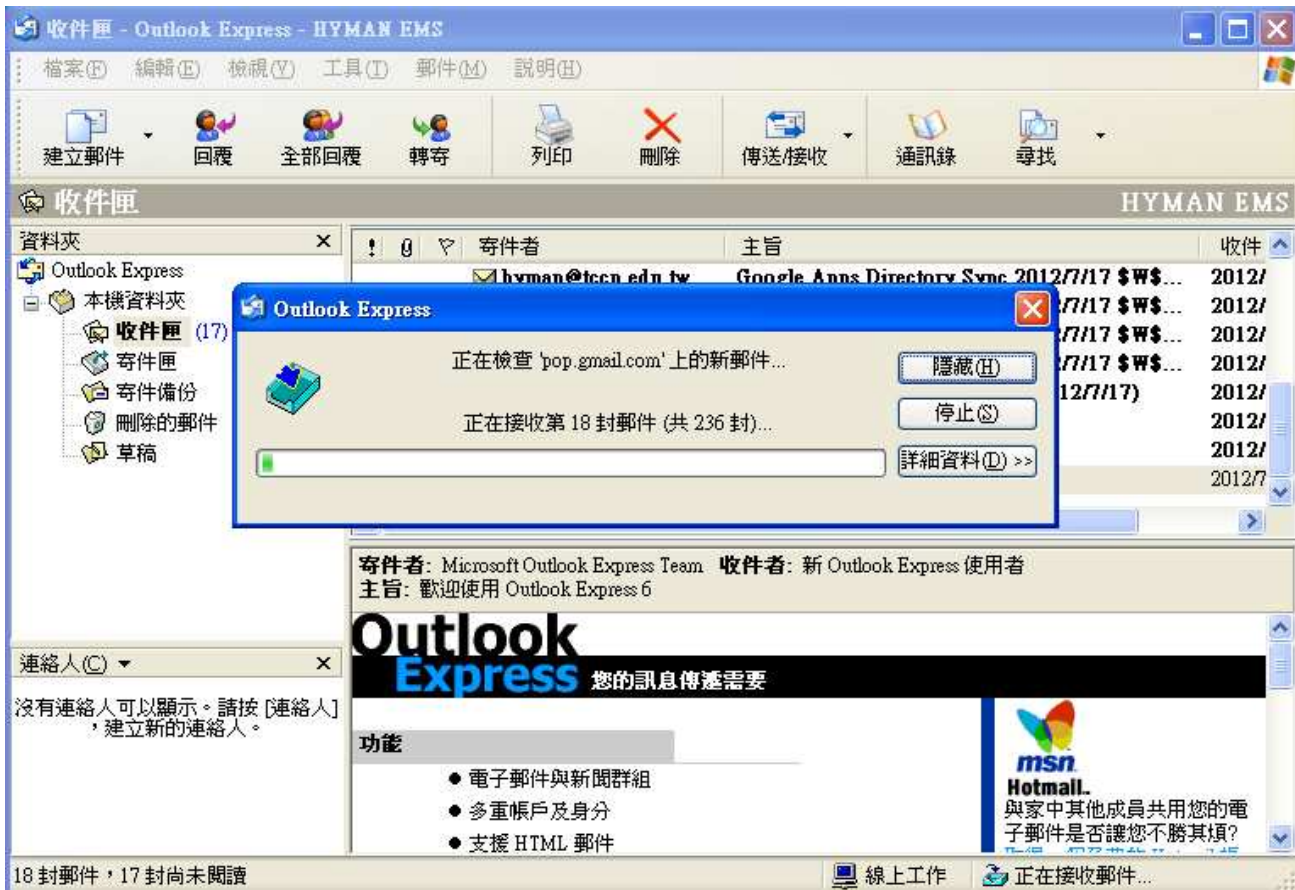 收件匣 - Outlook Express - HYMAN EMS
檔案(F) 編輯(E) 檢視(V) 工具(T) 郵件(M) 說明(H)
建立郵件 回覆 全部回覆 轉寄 列印 刪除 傳送/接收 通訊錄 尋找
收件匣 HYMAN EMS
資料夾
! 寄件者 主旨 收件
Outlook Express
hyman@tccn.edu.tw Google Apps Directory Sync 2012/7/17 $W$... 2012/
本機資料夾
/7/17 $W$... 2012/
收件匣 (17)
/7/17 $W$... 2012/
寄件匣
/7/17 $W$... 2012/
寄件備份
12/7/17) 2012/
刪除的郵件
2012/
草稿
2012/
2012/7
Outlook Express
正在檢查 'pop.gmail.com' 上的新郵件...
隱藏(H)
正在接收第 18 封郵件 (共 236 封)...
停止(S)
詳細資料(D) >>
寄件者: Microsoft Outlook Express Team 收件者: 新 Outlook Express 使用者
主旨: 歡迎使用 Outlook Express 6
Outlook
Express 您的訊息傳遞需要
功能
● 電子郵件與新聞群組
● 多重帳戶及身分
● 支援 HTML 郵件
msn
Hotmail
與家中其他成員共用您的電
子郵件是否讓您不勝其煩?
連絡人(C)
沒有連絡人可以顯示。請按 [連絡人]
，建立新的連絡人。
18 封郵件，17 封尚未閱讀 線上工作 正在接收郵件...